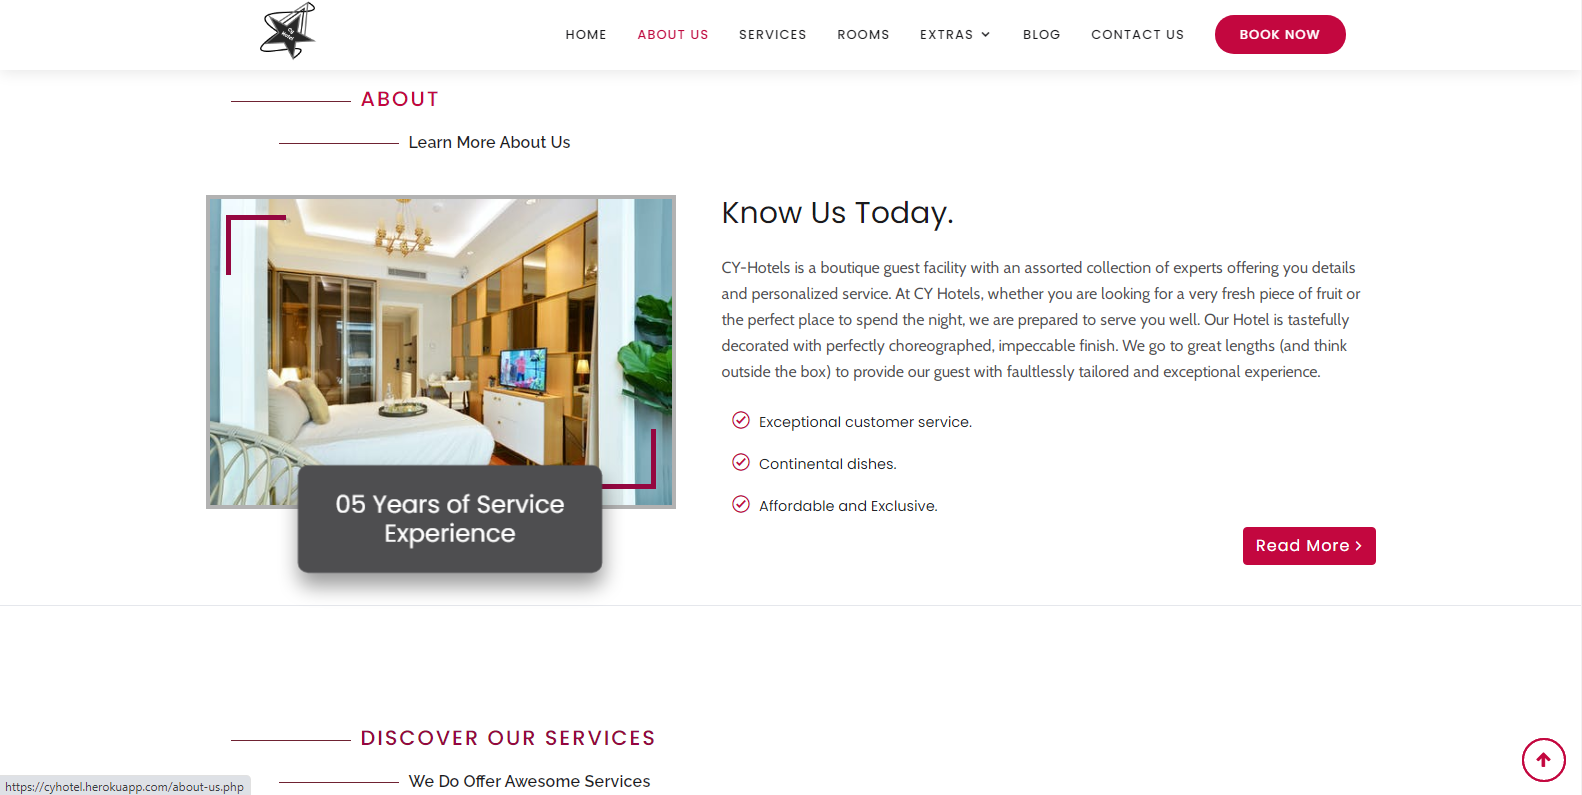 CY
Hotel
HOME ABOUT US SERVICES ROOMS EXTRAS BLOG CONTACT US BOOK NOW
ABOUT
Learn More About Us
Know Us Today.
CY-Hotels is a boutique guest facility with an assorted collection of experts offering you details
and personalized service. At CY Hotels, whether you are looking for a very fresh piece of fruit or
the perfect place to spend the night, we are prepared to serve you well. Our Hotel is tastefully
decorated with perfectly choreographed, impeccable finish. We go to great lengths (and think
outside the box) to provide our guest with faultlessly tailored and exceptional experience.
Exceptional customer service.
Continental dishes.
Affordable and Exclusive.
05 Years of Service
Experience
Read More
DISCOVER OUR SERVICES
We Do Offer Awesome Services
https://cyhotel.herokuapp.com/about-us.php